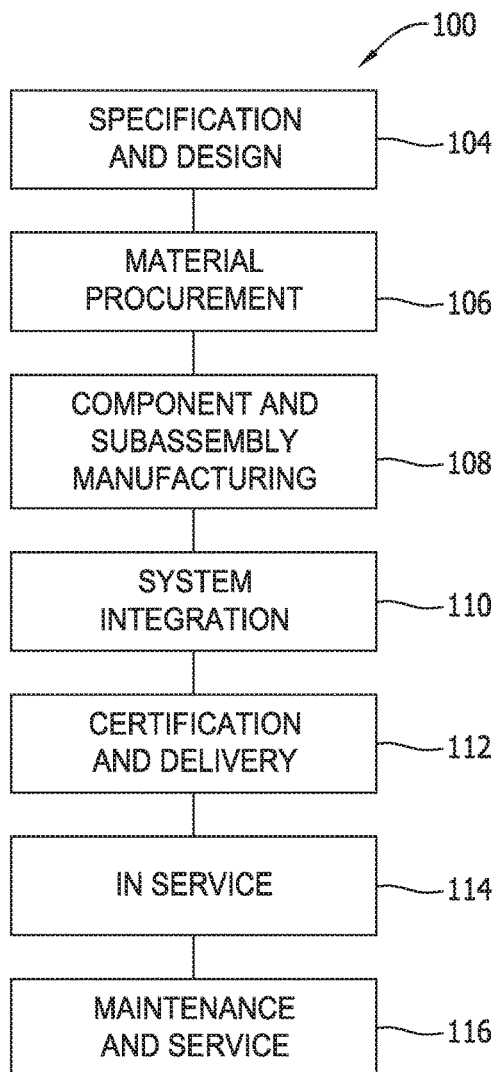 100
SPECIFICATION
AND DESIGN
104
MATERIAL
PROCUREMENT
106
COMPONENT AND
SUBASSEMBLY
MANUFACTURING
108
SYSTEM
INTEGRATION
110
CERTIFICATION
AND DELIVERY
112
IN SERVICE
114
MAINTENANCE
AND SERVICE
116